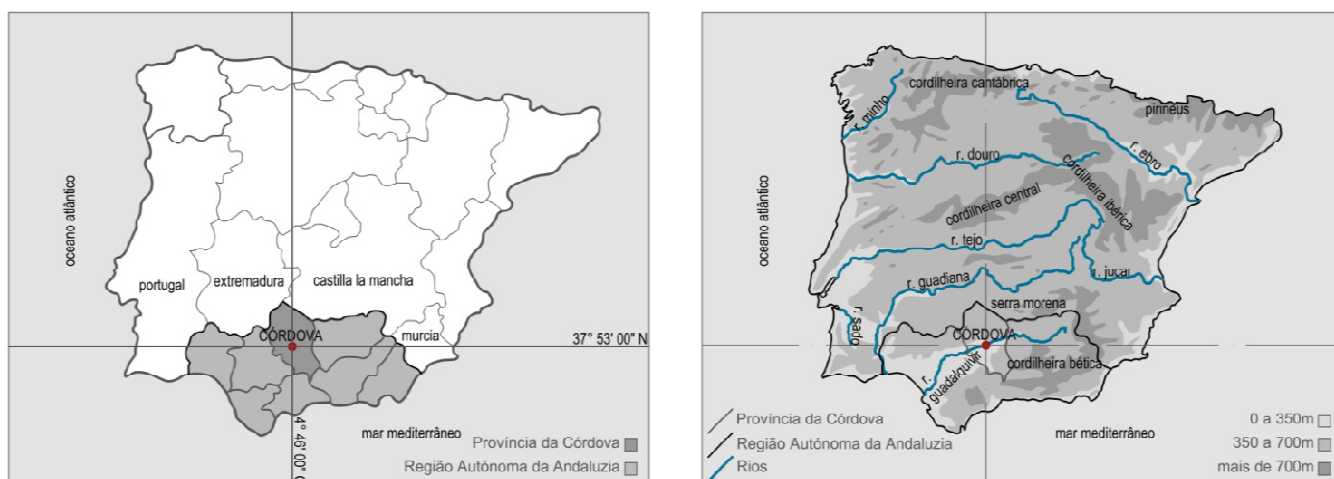 oceano atlântico
portugal
extremadura
castilla la mancha
CÓRDOVA
murcia
37° 53' 00" N
4° 46' 00"
mar mediterrâneo
Província da Córdova
Região Autónoma da Andaluzia
oceano atlântico
cordilheira cantábrica
r. minho
pirinéus
r. douro
r. ebro
cordilheira ibérica
cordilheira central
r. tejo
r. guadiana
r. jucar
r. sado
serra morena
CÓRDOVA
r. guadalquivir
cordilheira bética
mar mediterrâneo
Província da Córdova
Região Autónoma da Andaluzia
Rios
0 a 350m
350 a 700m
mais de 700m